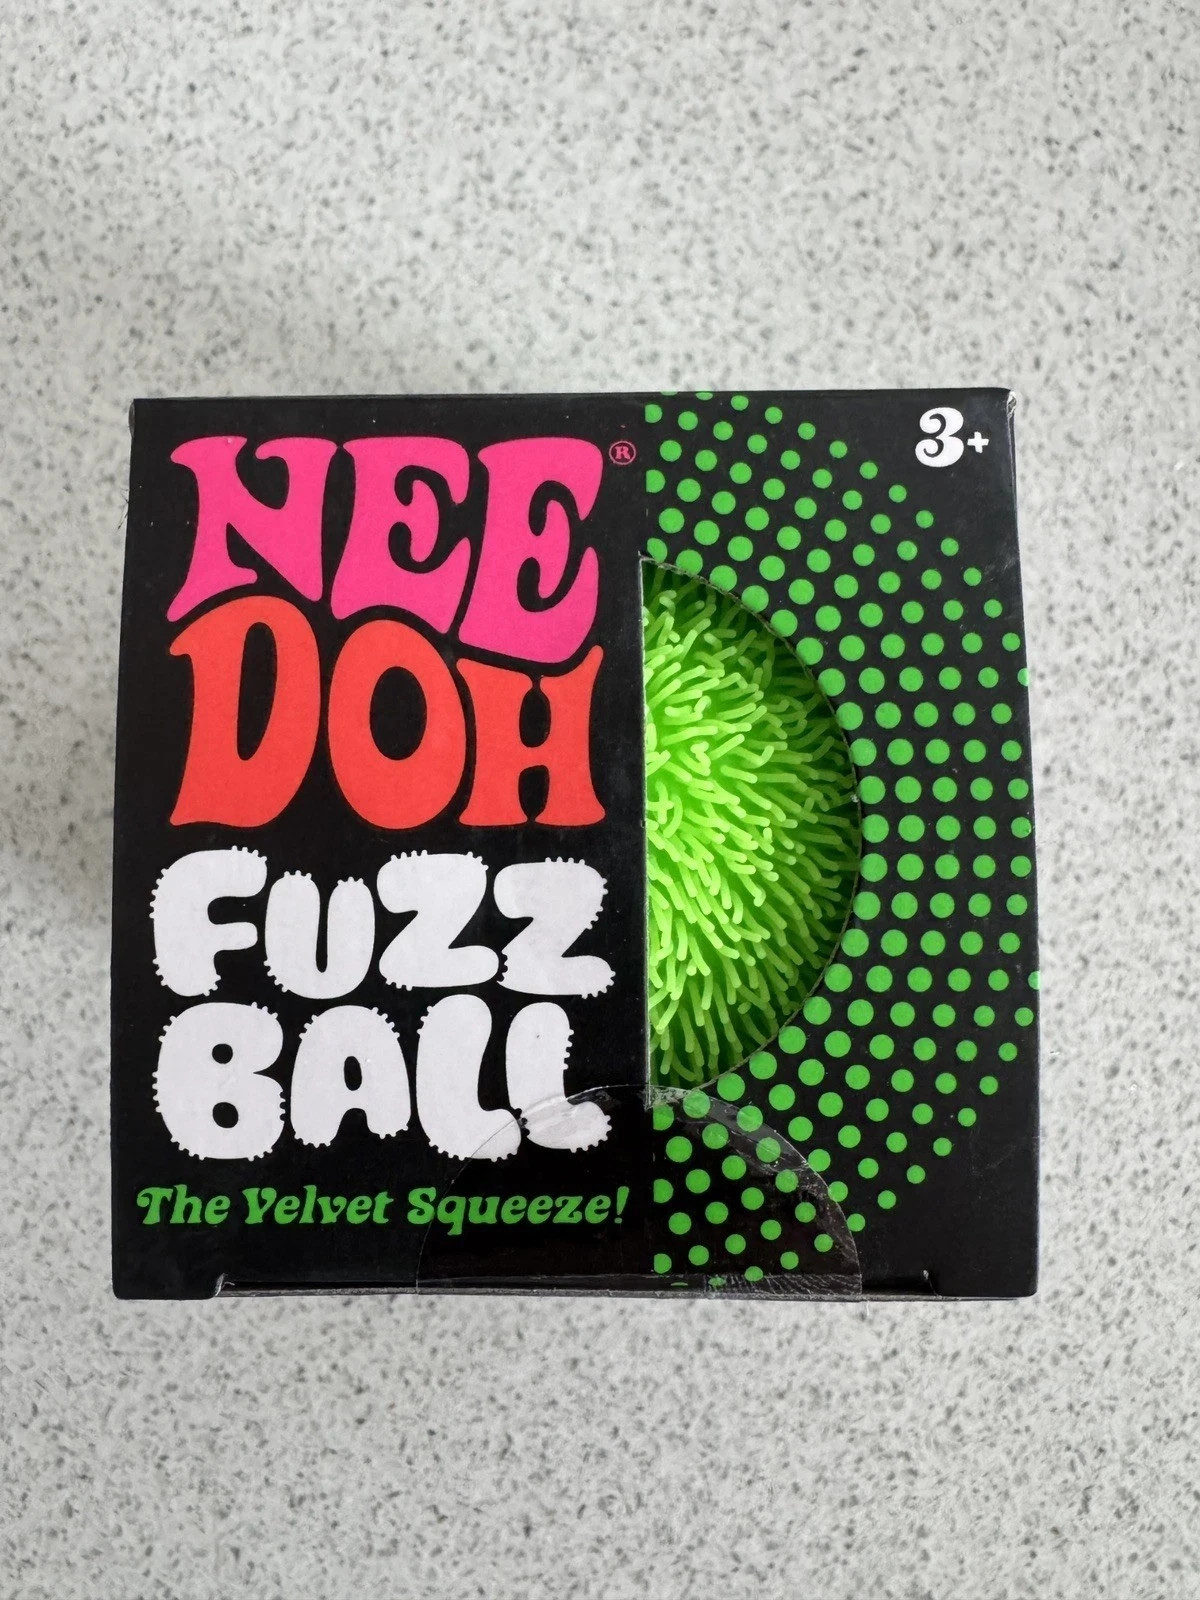 NEE®
DOH
FUZZ
BALL
The Velvet Squeeze!
3+